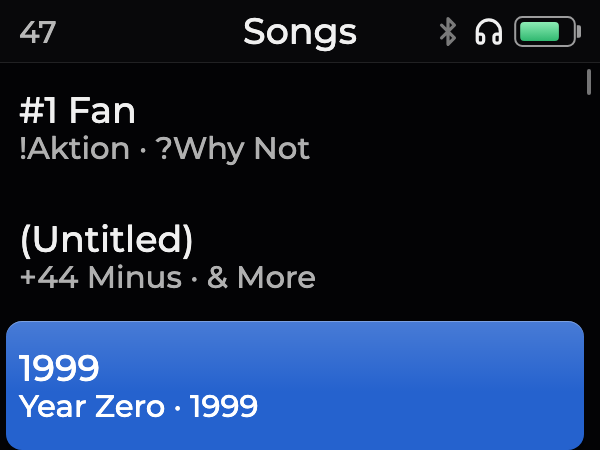 47
Songs
#1 Fan
!Aktion · ?Why Not
(Untitled)
+44 Minus · & More
1999
Year Zero · 1999